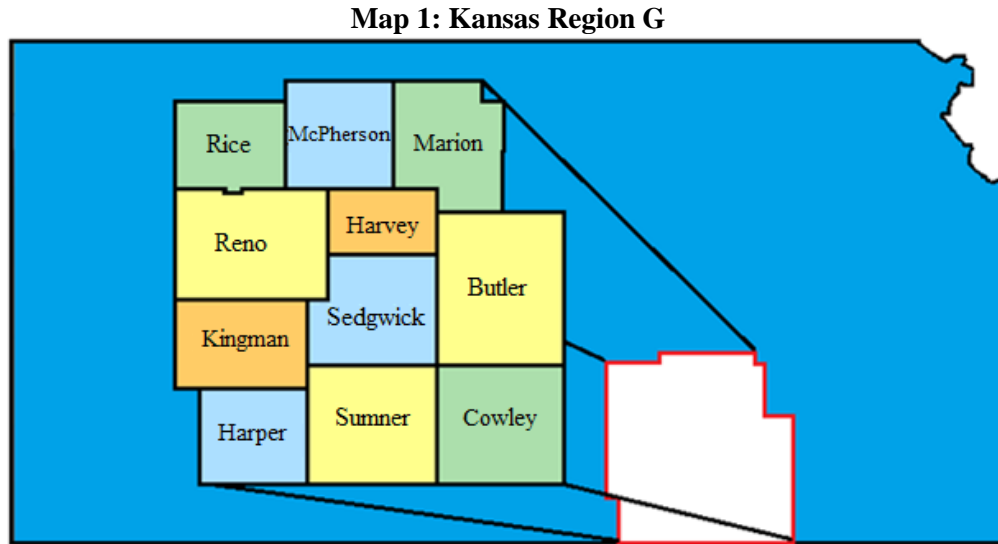 Map 1: Kansas Region G
Rice
McPherson
Marion
Reno
Harvey
Butler
Kingman
Sedgwick
Harper
Sumner
Cowley